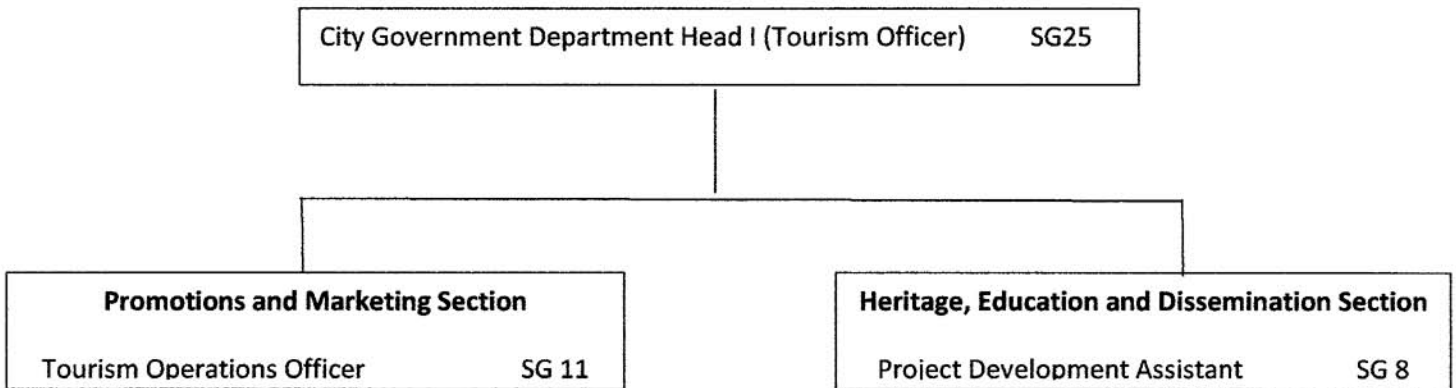 City Government Department Head I (Tourism Officer) SG25
Promotions and Marketing Section
Tourism Operations Officer SG 11
Heritage, Education and Dissemination Section
Project Development Assistant SG 8